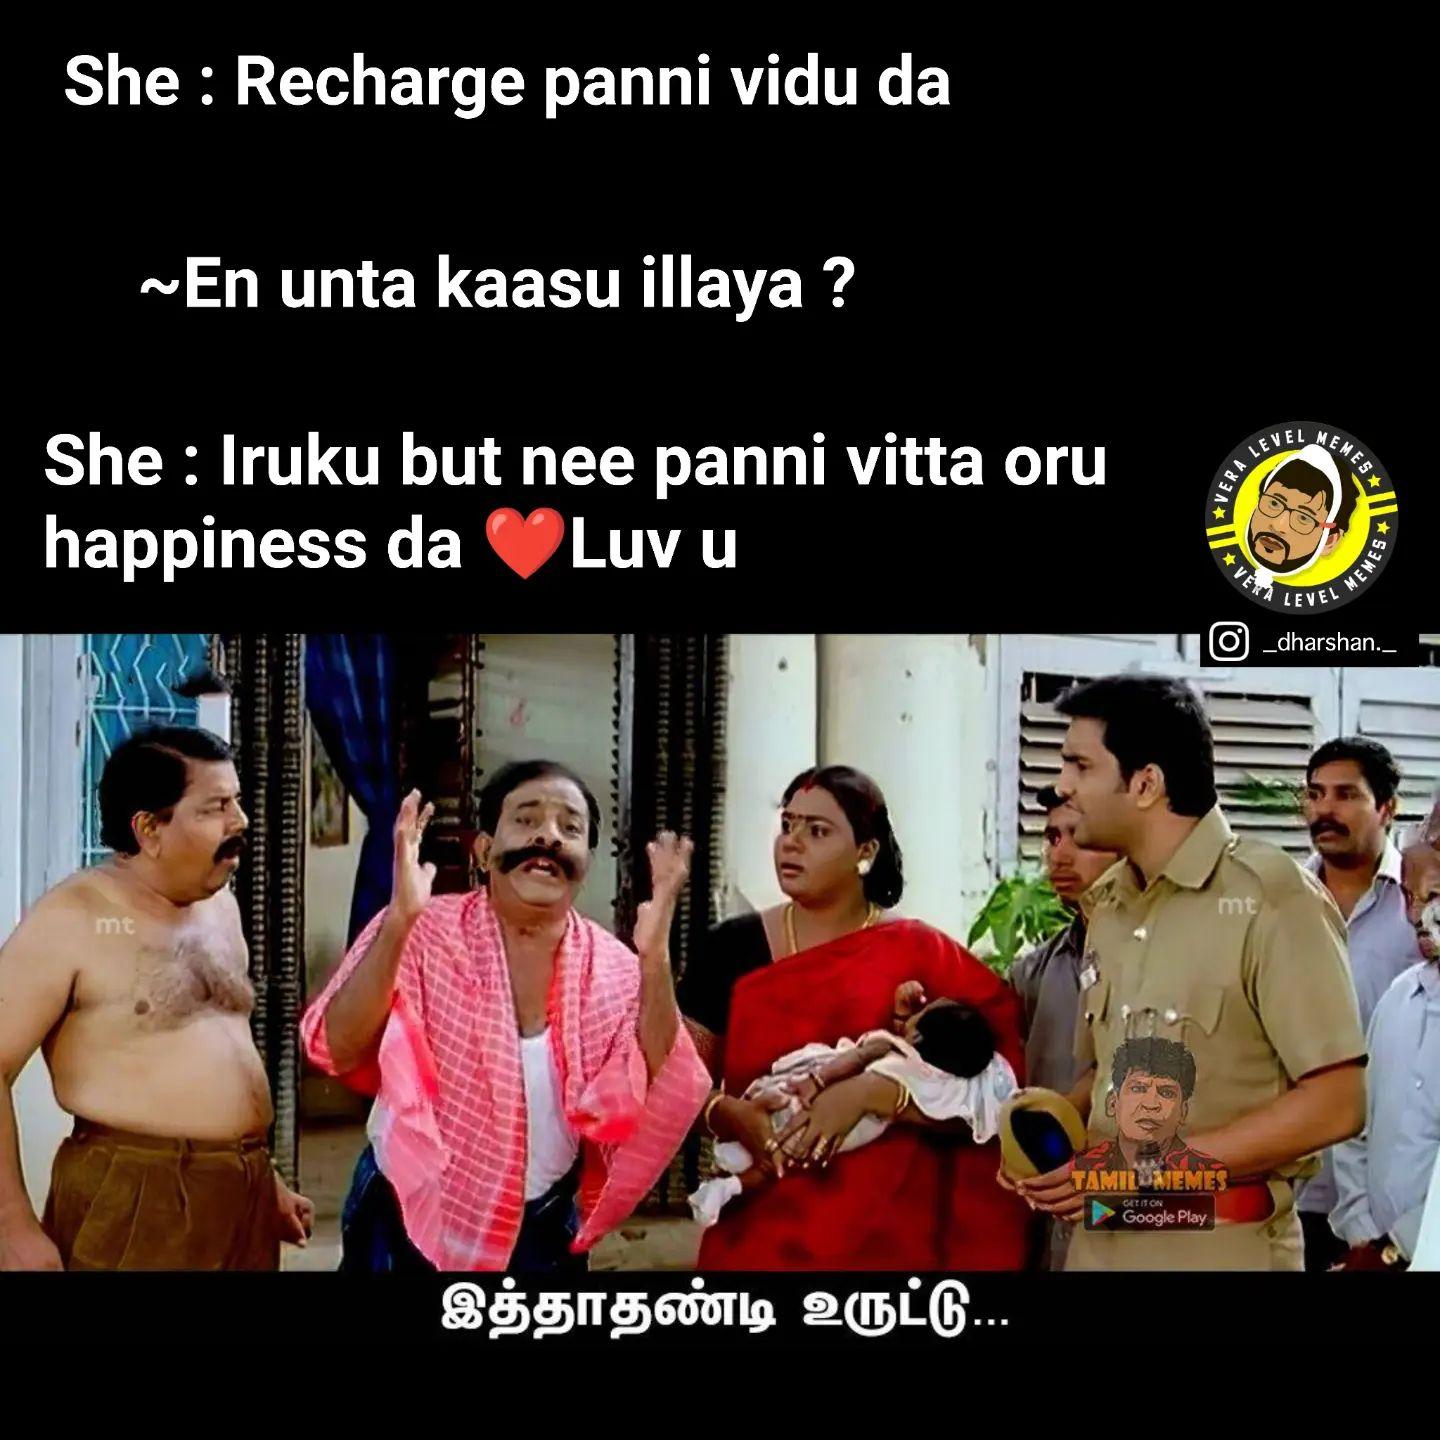 She : Recharge panni vidu da
~En unta kaasu illaya ?
She : Iruku but nee panni vitta oru
happiness da ❤️Luv u
VERA LEVEL MEMES
VERA LEVEL MEMES
_dharshan._
mt
mt
TAMIL MEMES
GET IT ON
Google Play
இத்தாதண்டி உருட்டு...